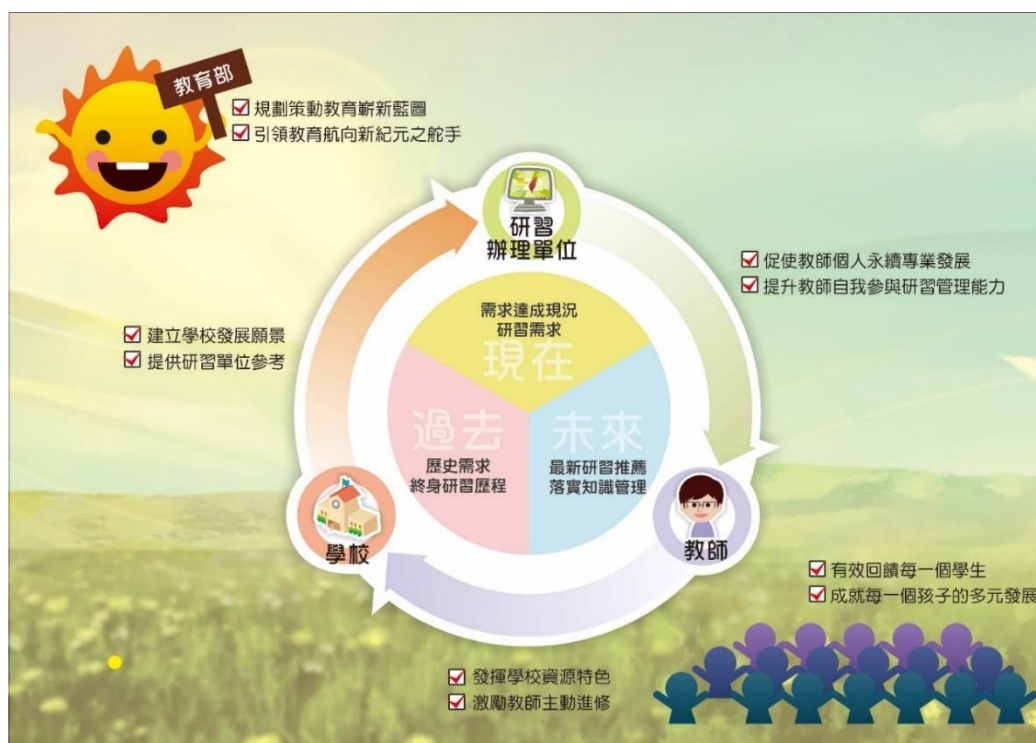 教育部
規劃策動教育嶄新藍圖
引領教育航向新紀元之舵手
研習
辦理單位
促使教師個人永續專業發展
提升教師自我參與研習管理能力
建立學校發展願景
提供研習單位參考
需求達成現況
研習需求
現在
過去
歷史需求
終身研習歷程
未來
最新研習推薦
落實知識管理
學校
教師
有效回饋每一個學生
成就每一個孩子的多元發展
發揮學校資源特色
激勵教師主動進修